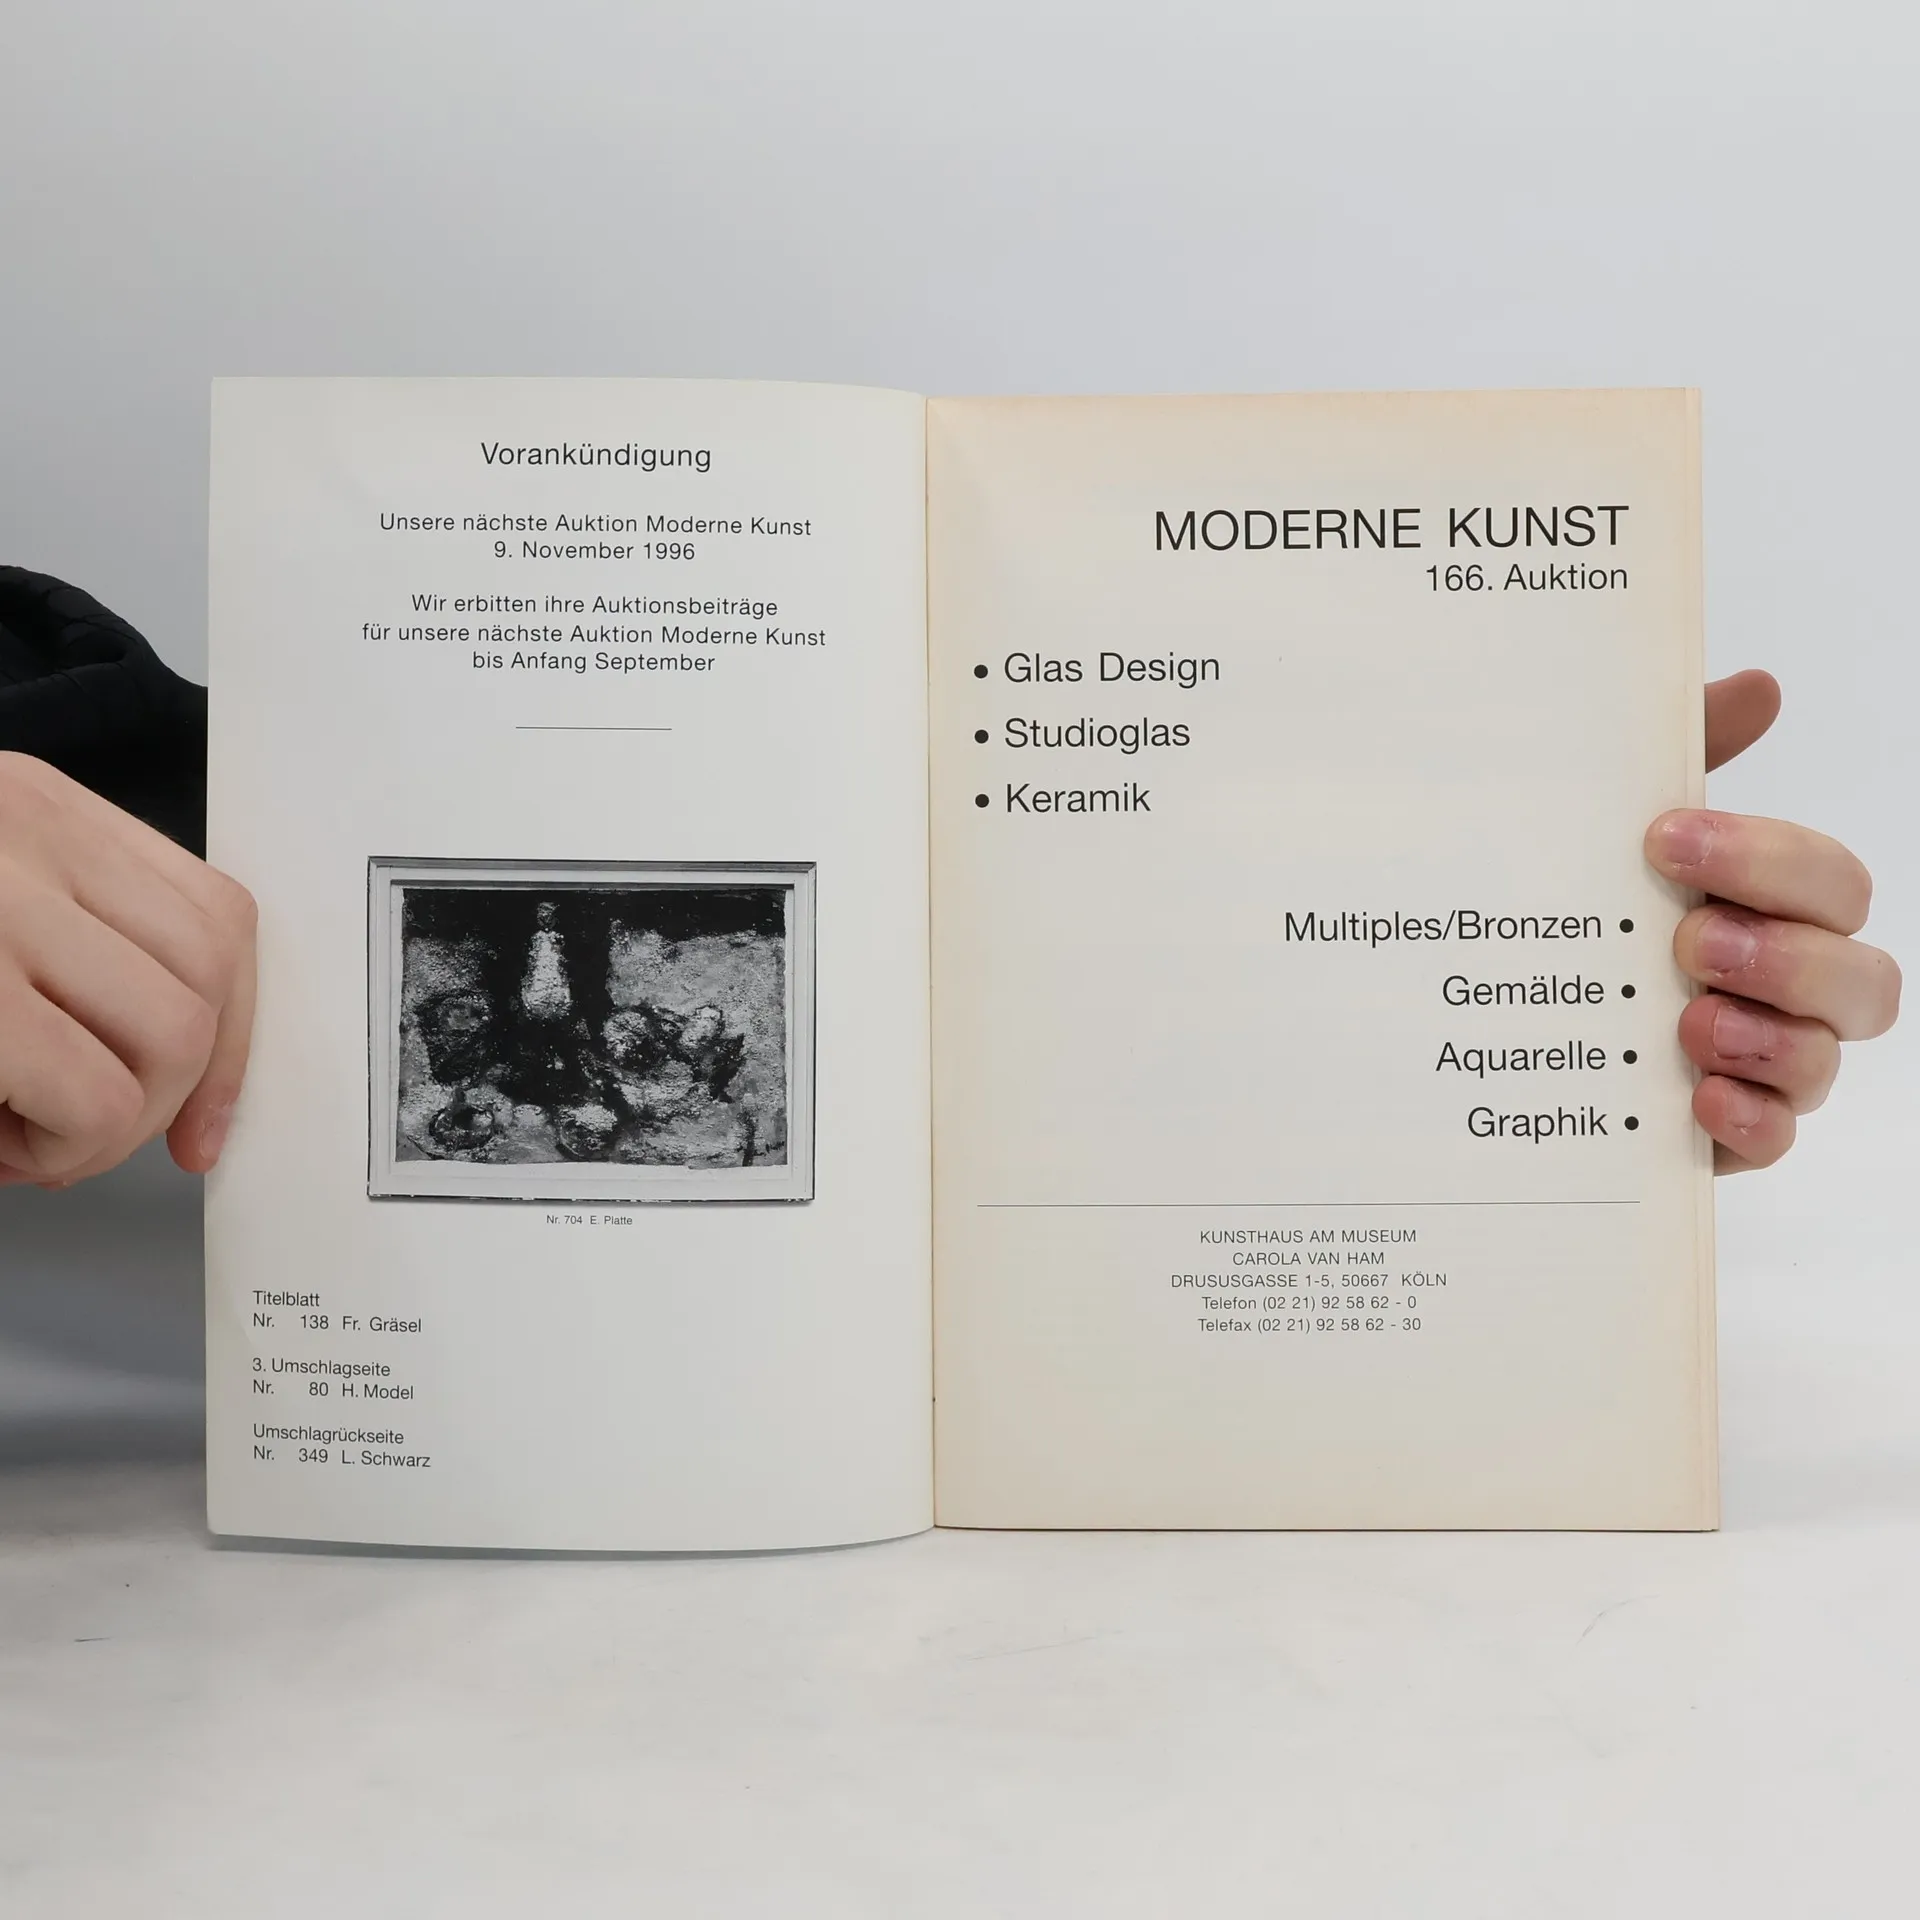 Vorankündigung
Unsere nächste Auktion Moderne Kunst
9. November 1996
Wir erbitten ihre Auktionsbeiträge
für unsere nächste Auktion Moderne Kunst
bis Anfang September
Nr. 704 E. Platte
Titelblatt
Nr. 138 Fr. Gräsel
3. Umschlagseite
Nr. 80 H. Model
Umschlagrückseite
Nr. 349 L. Schwarz
MODERNE KUNST
166. Auktion
• Glas Design
• Studioglas
• Keramik
Multiples/Bronzen •
Gemälde •
Aquarelle •
Graphik •
KUNSTHAUS AM MUSEUM
CAROLA VAN HAM
DRUSUSGASSE 1-5, 50667 KÖLN
Telefon (02 21) 92 58 62 - 0
Telefax (02 21) 92 58 62 - 30